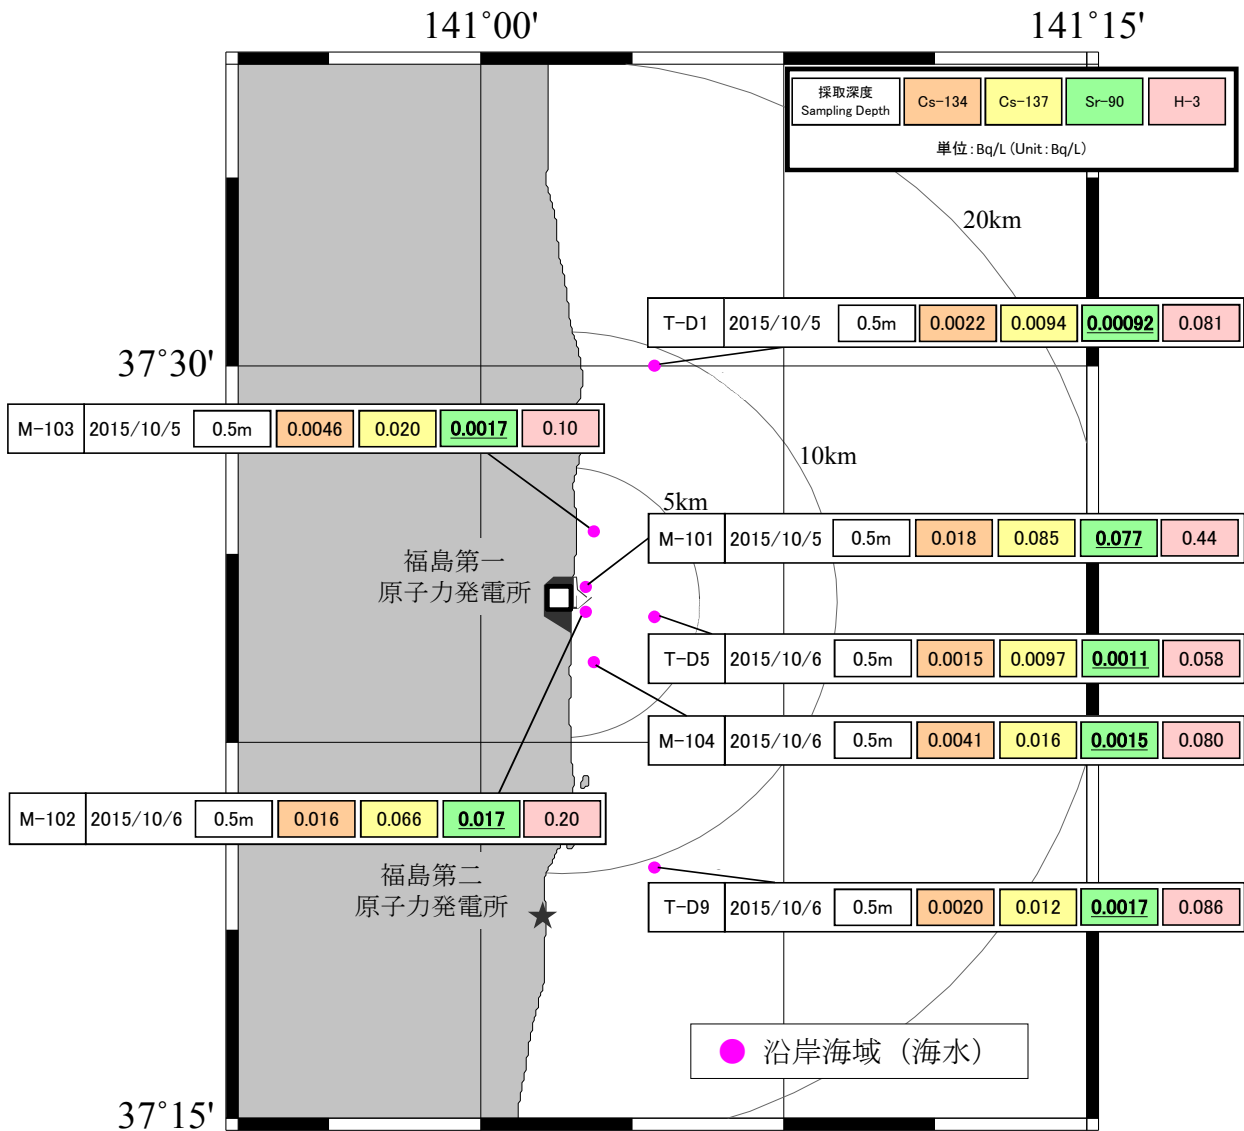 141°00' 141°15'
採取深度
Sampling Depth
Cs-134 Cs-137 Sr-90 H-3
単位：Bq/L (Unit：Bq/L)
20km
T-D1 2015/10/5 0.5m 0.0022 0.0094 0.00092 0.081
37°30'
M-103 2015/10/5 0.5m 0.0046 0.020 0.0017 0.10
10km
5km
M-101 2015/10/5 0.5m 0.018 0.085 0.077 0.44
福島第一
原子力発電所
T-D5 2015/10/6 0.5m 0.0015 0.0097 0.0011 0.058
M-104 2015/10/6 0.5m 0.0041 0.016 0.0015 0.080
M-102 2015/10/6 0.5m 0.016 0.066 0.017 0.20
福島第二
原子力発電所
T-D9 2015/10/6 0.5m 0.0020 0.012 0.0017 0.086
沿岸海域（海水）
37°15'